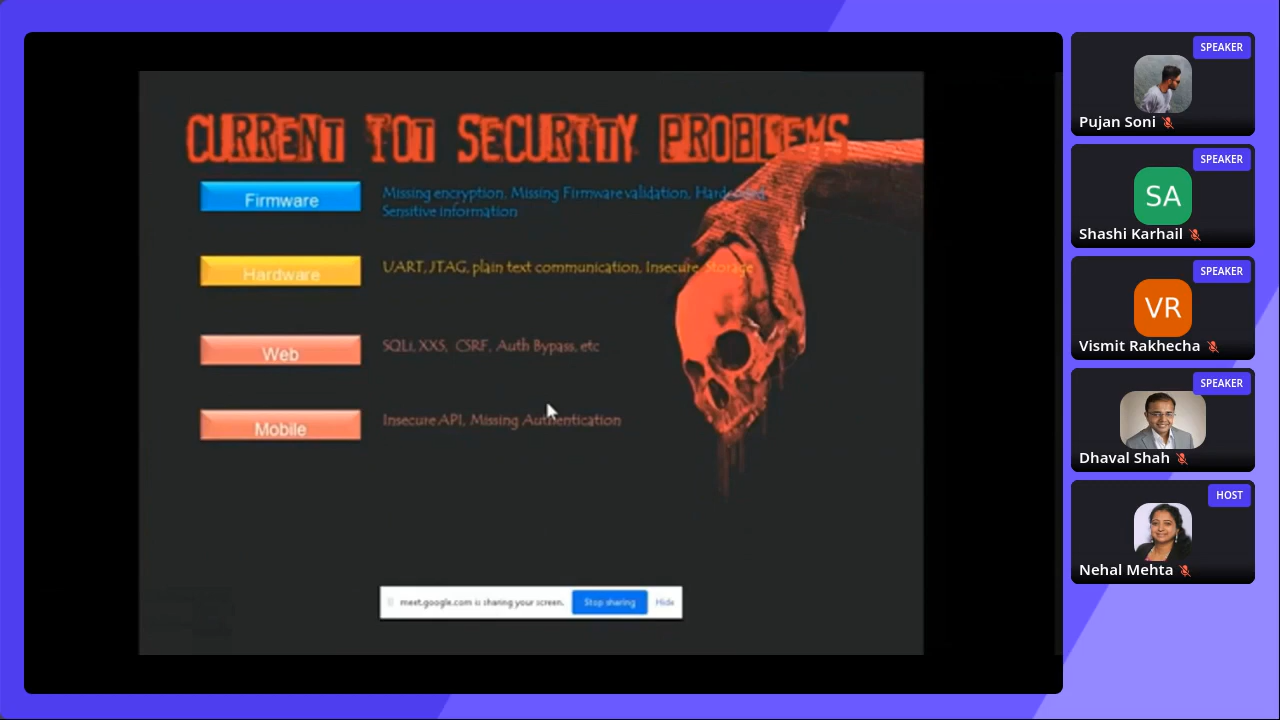 CURRENT IOT SECURITY PROBLEMS
Firmware
Missing encryption, Missing Firmware validation, Hardcoded
Sensitive information
Hardware
UART, JTAG, plain text communication, Insecure Storage
Web
SQLi, XXS, CSRF, Auth Bypass, etc
Mobile
Insecure API, Missing Authentication
meet.google.com is sharing your screen.
Stop sharing
Hide
SPEAKER
Pujan Soni
SPEAKER
SA
Shashi Karhail
SPEAKER
VR
Vismit Rakhecha
SPEAKER
Dhaval Shah
HOST
Nehal Mehta